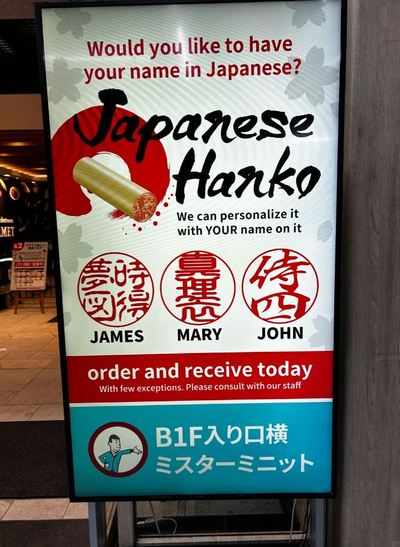 Would you like to have
your name in Japanese?
Japanese
Hanko
We can personalize it
with YOUR name on it
JAMES
MARY
JOHN
order and receive today
With few exceptions. Please consult with our staff
B1F入り口横
ミスターミニット